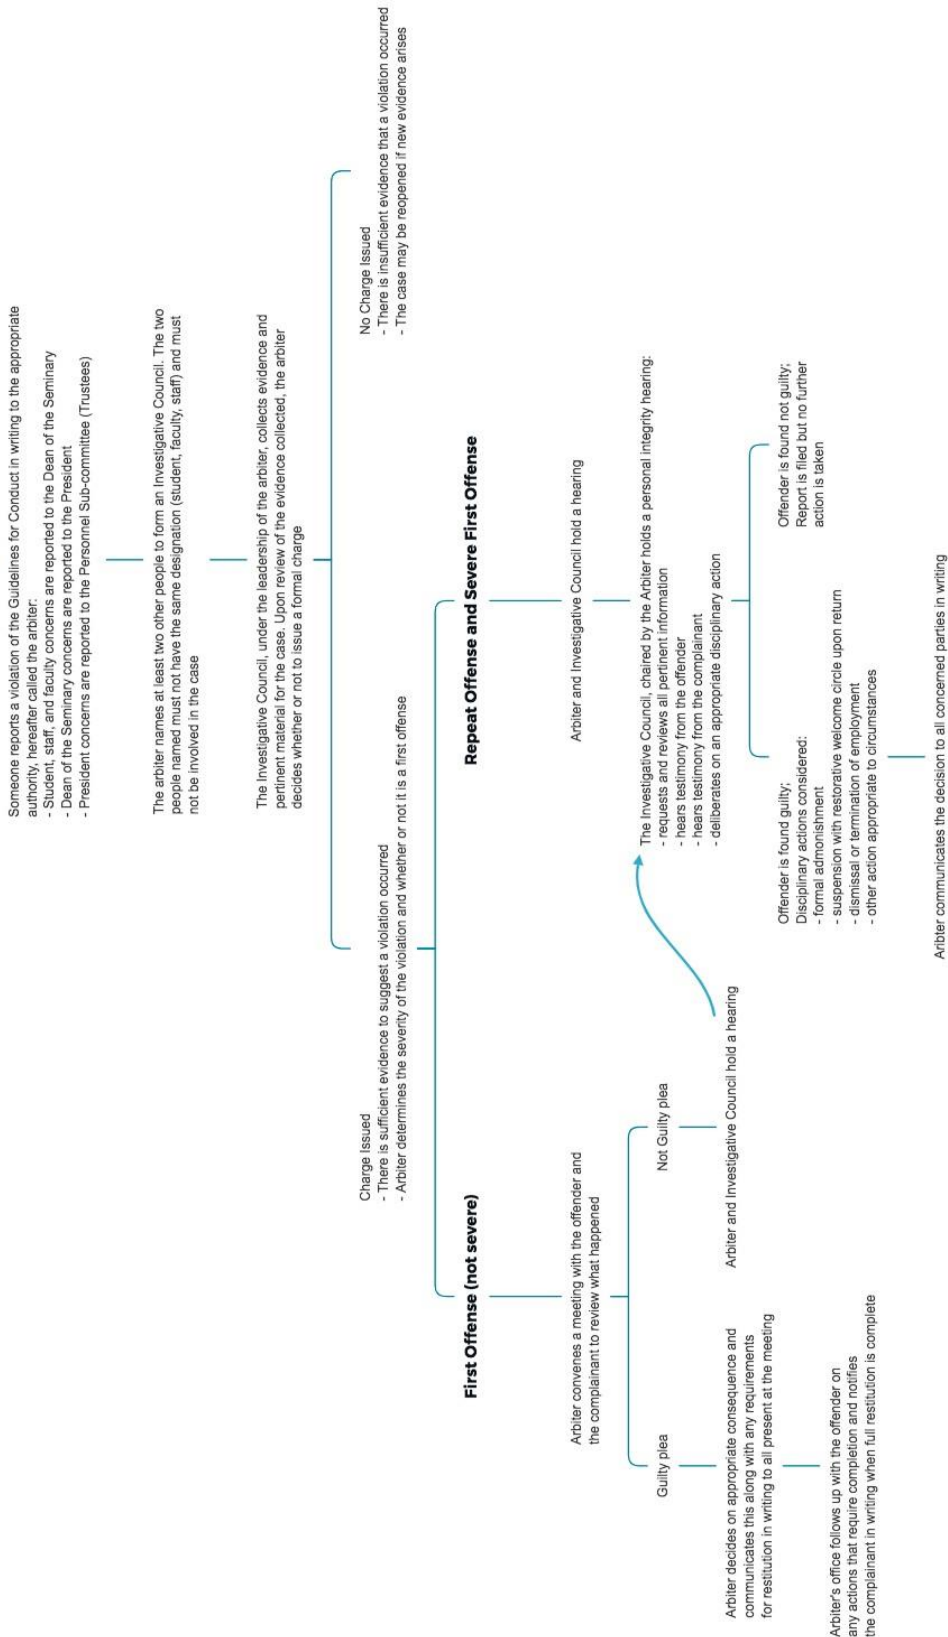 Someone reports a violation of the Guidelines for Conduct in writing to the appropriate
authority, hereafter called the arbiter:
- Student, staff, and faculty concerns are reported to the Dean of the Seminary
- Dean of the Seminary concerns are reported to the President
- President concerns are reported to the Personnel Sub-committee (Trustees)
The arbiter names at least two other people to form an Investigative Council. The two
people named must not have the same designation (student, faculty, staff) and must
not be involved in the case
The Investigative Council, under the leadership of the arbiter, collects evidence and
pertinent material for the case. Upon review of the evidence collected, the arbiter
decides whether or not to issue a formal charge
Charge Issued
- There is sufficient evidence to suggest a violation occurred
- Arbiter determines the severity of the violation and whether or not it is a first offense
No Charge Issued
- There is insufficient evidence that a violation occurred
- The case may be reopened if new evidence arises
First Offense (not severe)
Arbiter convenes a meeting with the offender and
the complainant to review what happened
Guilty plea
Arbiter decides on appropriate consequence and
communicates this along with any requirements
for restitution in writing to all present at the meeting
Arbiter's office follows up with the offender on
any actions that require completion and notifies
the complainant in writing when full restitution is complete
Not Guilty plea
Arbiter and Investigative Council hold a hearing
Repeat Offense and Severe First Offense
Arbiter and Investigative Council hold a hearing
The Investigative Council, chaired by the Arbiter holds a personal integrity hearing:
- requests and reviews all pertinent information
- hears testimony from the offender
- hears testimony from the complainant
- deliberates on an appropriate disciplinary action
Offender is found guilty;
Disciplinary actions considered:
- formal admonishment
- suspension with restorative welcome circle upon return
- dismissal or termination of employment
- other action appropriate to circumstances
Aribter communicates the decision to all concerned parties in writing
Offender is found not guilty;
Report is filed but no further
action is taken